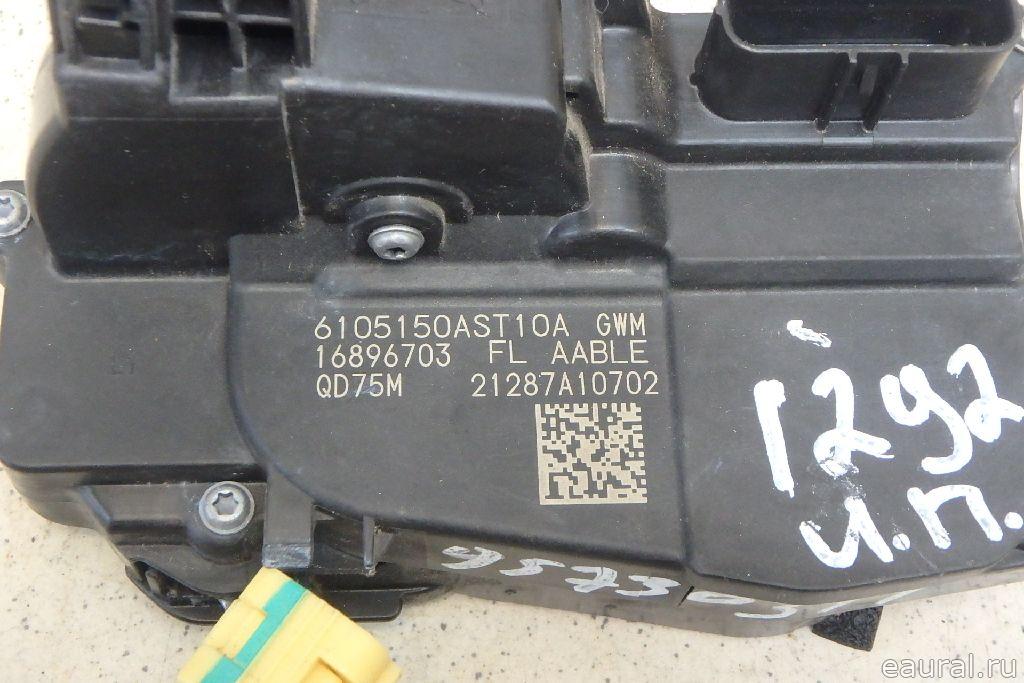 6105150AST10A GWM
16896703 FL AABLE
QD75M 21287A10702
1292
и.п.
eaural.ru